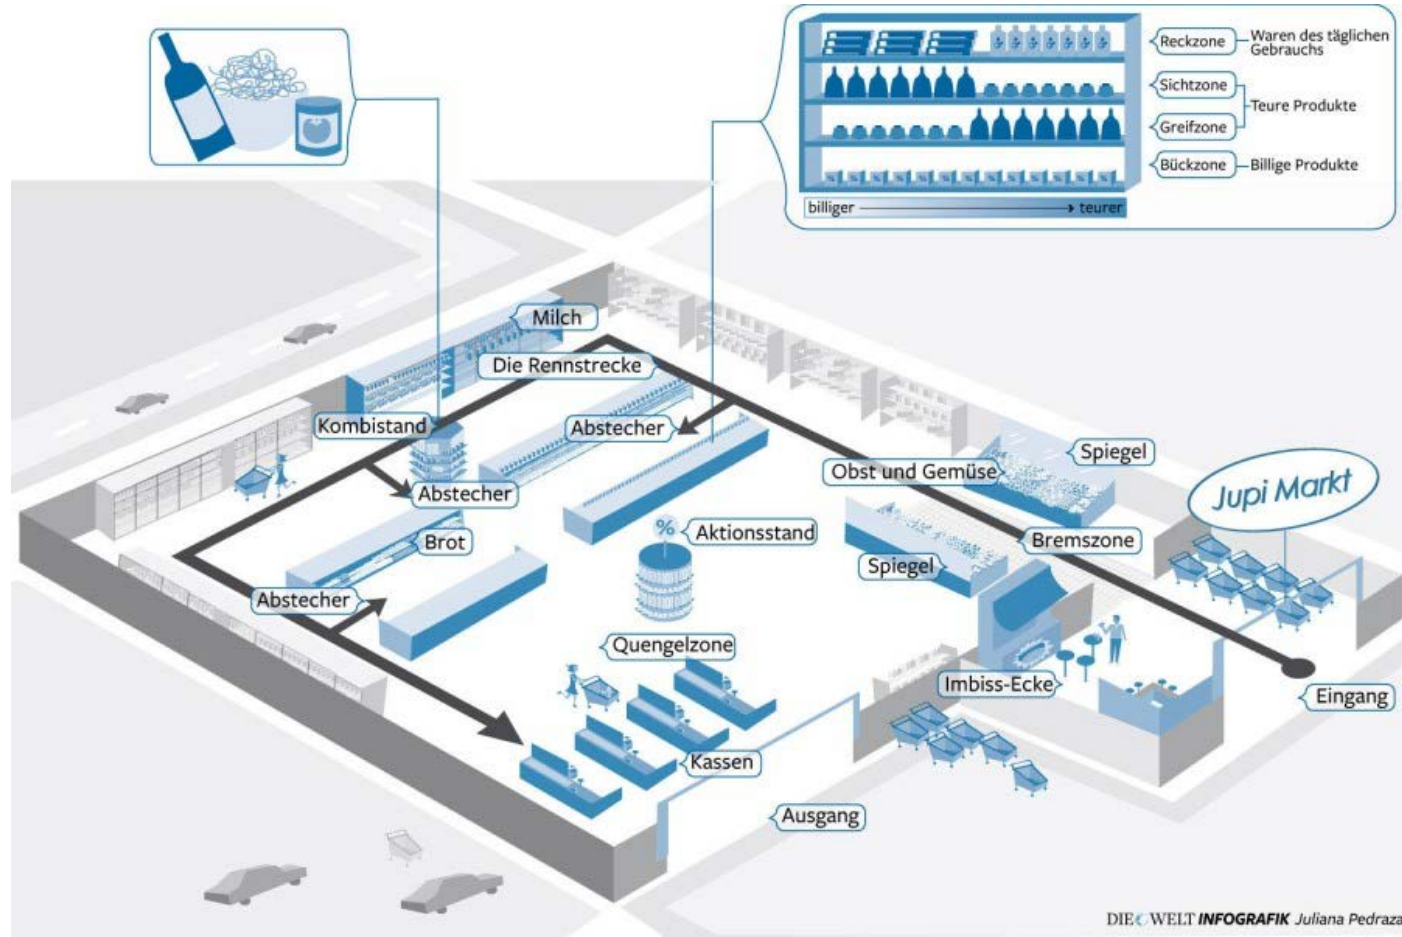 Reckzone
Waren des täglichen
Gebrauchs
Sichtzone
Teure Produkte
Greifzone
Bückzone
Billige Produkte
billiger
teurer
Milch
Die Rennstrecke
Kombistand
Abstecher
Spiegel
Obst und Gemüse
Jupi Markt
Abstecher
Brot
%
Aktionsstand
Bremszone
Spiegel
Abstecher
Quengelzone
Imbiss-Ecke
Eingang
Kassen
Ausgang
DIE WELT INFOGRAFIK Juliana Pedraza